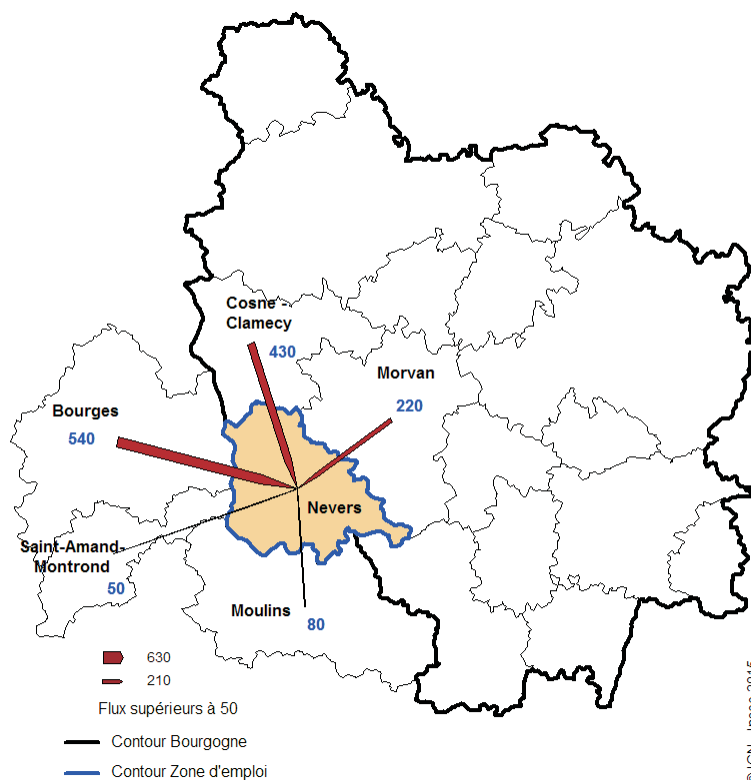 Cosne -
Clamecy
430
Morvan
220
Bourges
540
Nevers
Saint-Amand-
Montrond
50
Moulins
80
630
210
Flux supérieurs à 50
Contour Bourgogne
Contour Zone d'emploi